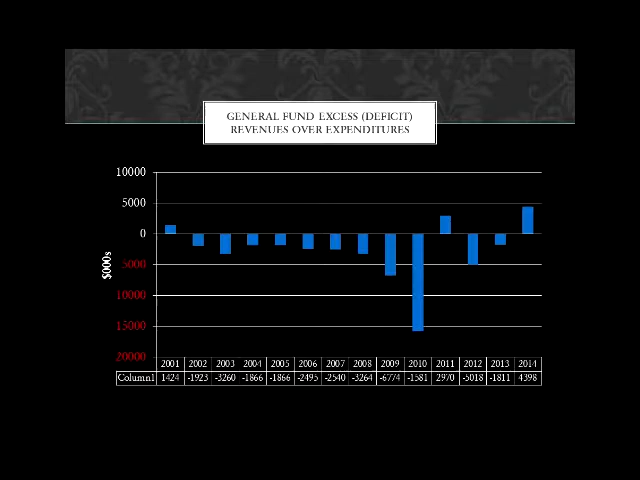 GENERAL FUND EXCESS (DEFICIT)
REVENUES OVER EXPENDITURES
10000
5000
0
5000
10000
15000
20000
$000s
2001 2002 2003 2004 2005 2006 2007 2008 2009 2010 2011 2012 2013 2014
Column1 1424 -1923 -3260 -1866 -1866 -2495 -2540 -3264 -6774 -1581 2970 -5018 -1811 4398